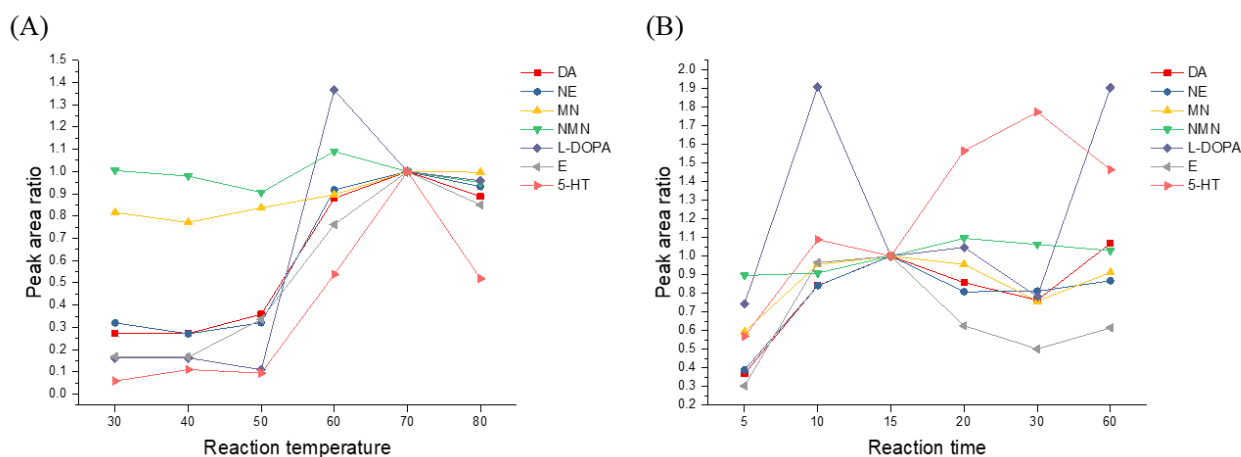 (A)
Peak area ratio
1.5
1.4
1.3
1.2
1.1
1.0
0.9
0.8
0.7
0.6
0.5
0.4
0.3
0.2
0.1
0.0
30 40 50 60 70 80
Reaction temperature
DA
NE
MN
NMN
L-DOPA
E
5-HT
(B)
Peak area ratio
2.0
1.9
1.8
1.7
1.6
1.5
1.4
1.3
1.2
1.1
1.0
0.9
0.8
0.7
0.6
0.5
0.4
0.3
0.2
5 10 15 20 30 60
Reaction time
DA
NE
MN
NMN
L-DOPA
E
5-HT